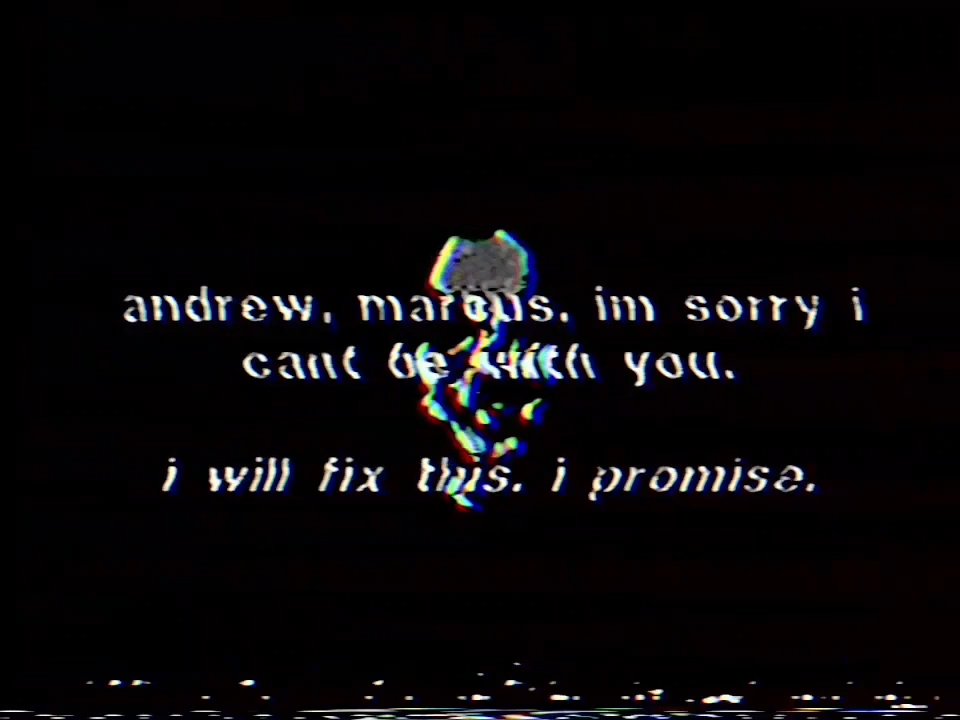 andrew, marcus, im sorry i
cant be with you.
i will fix this. i promise.